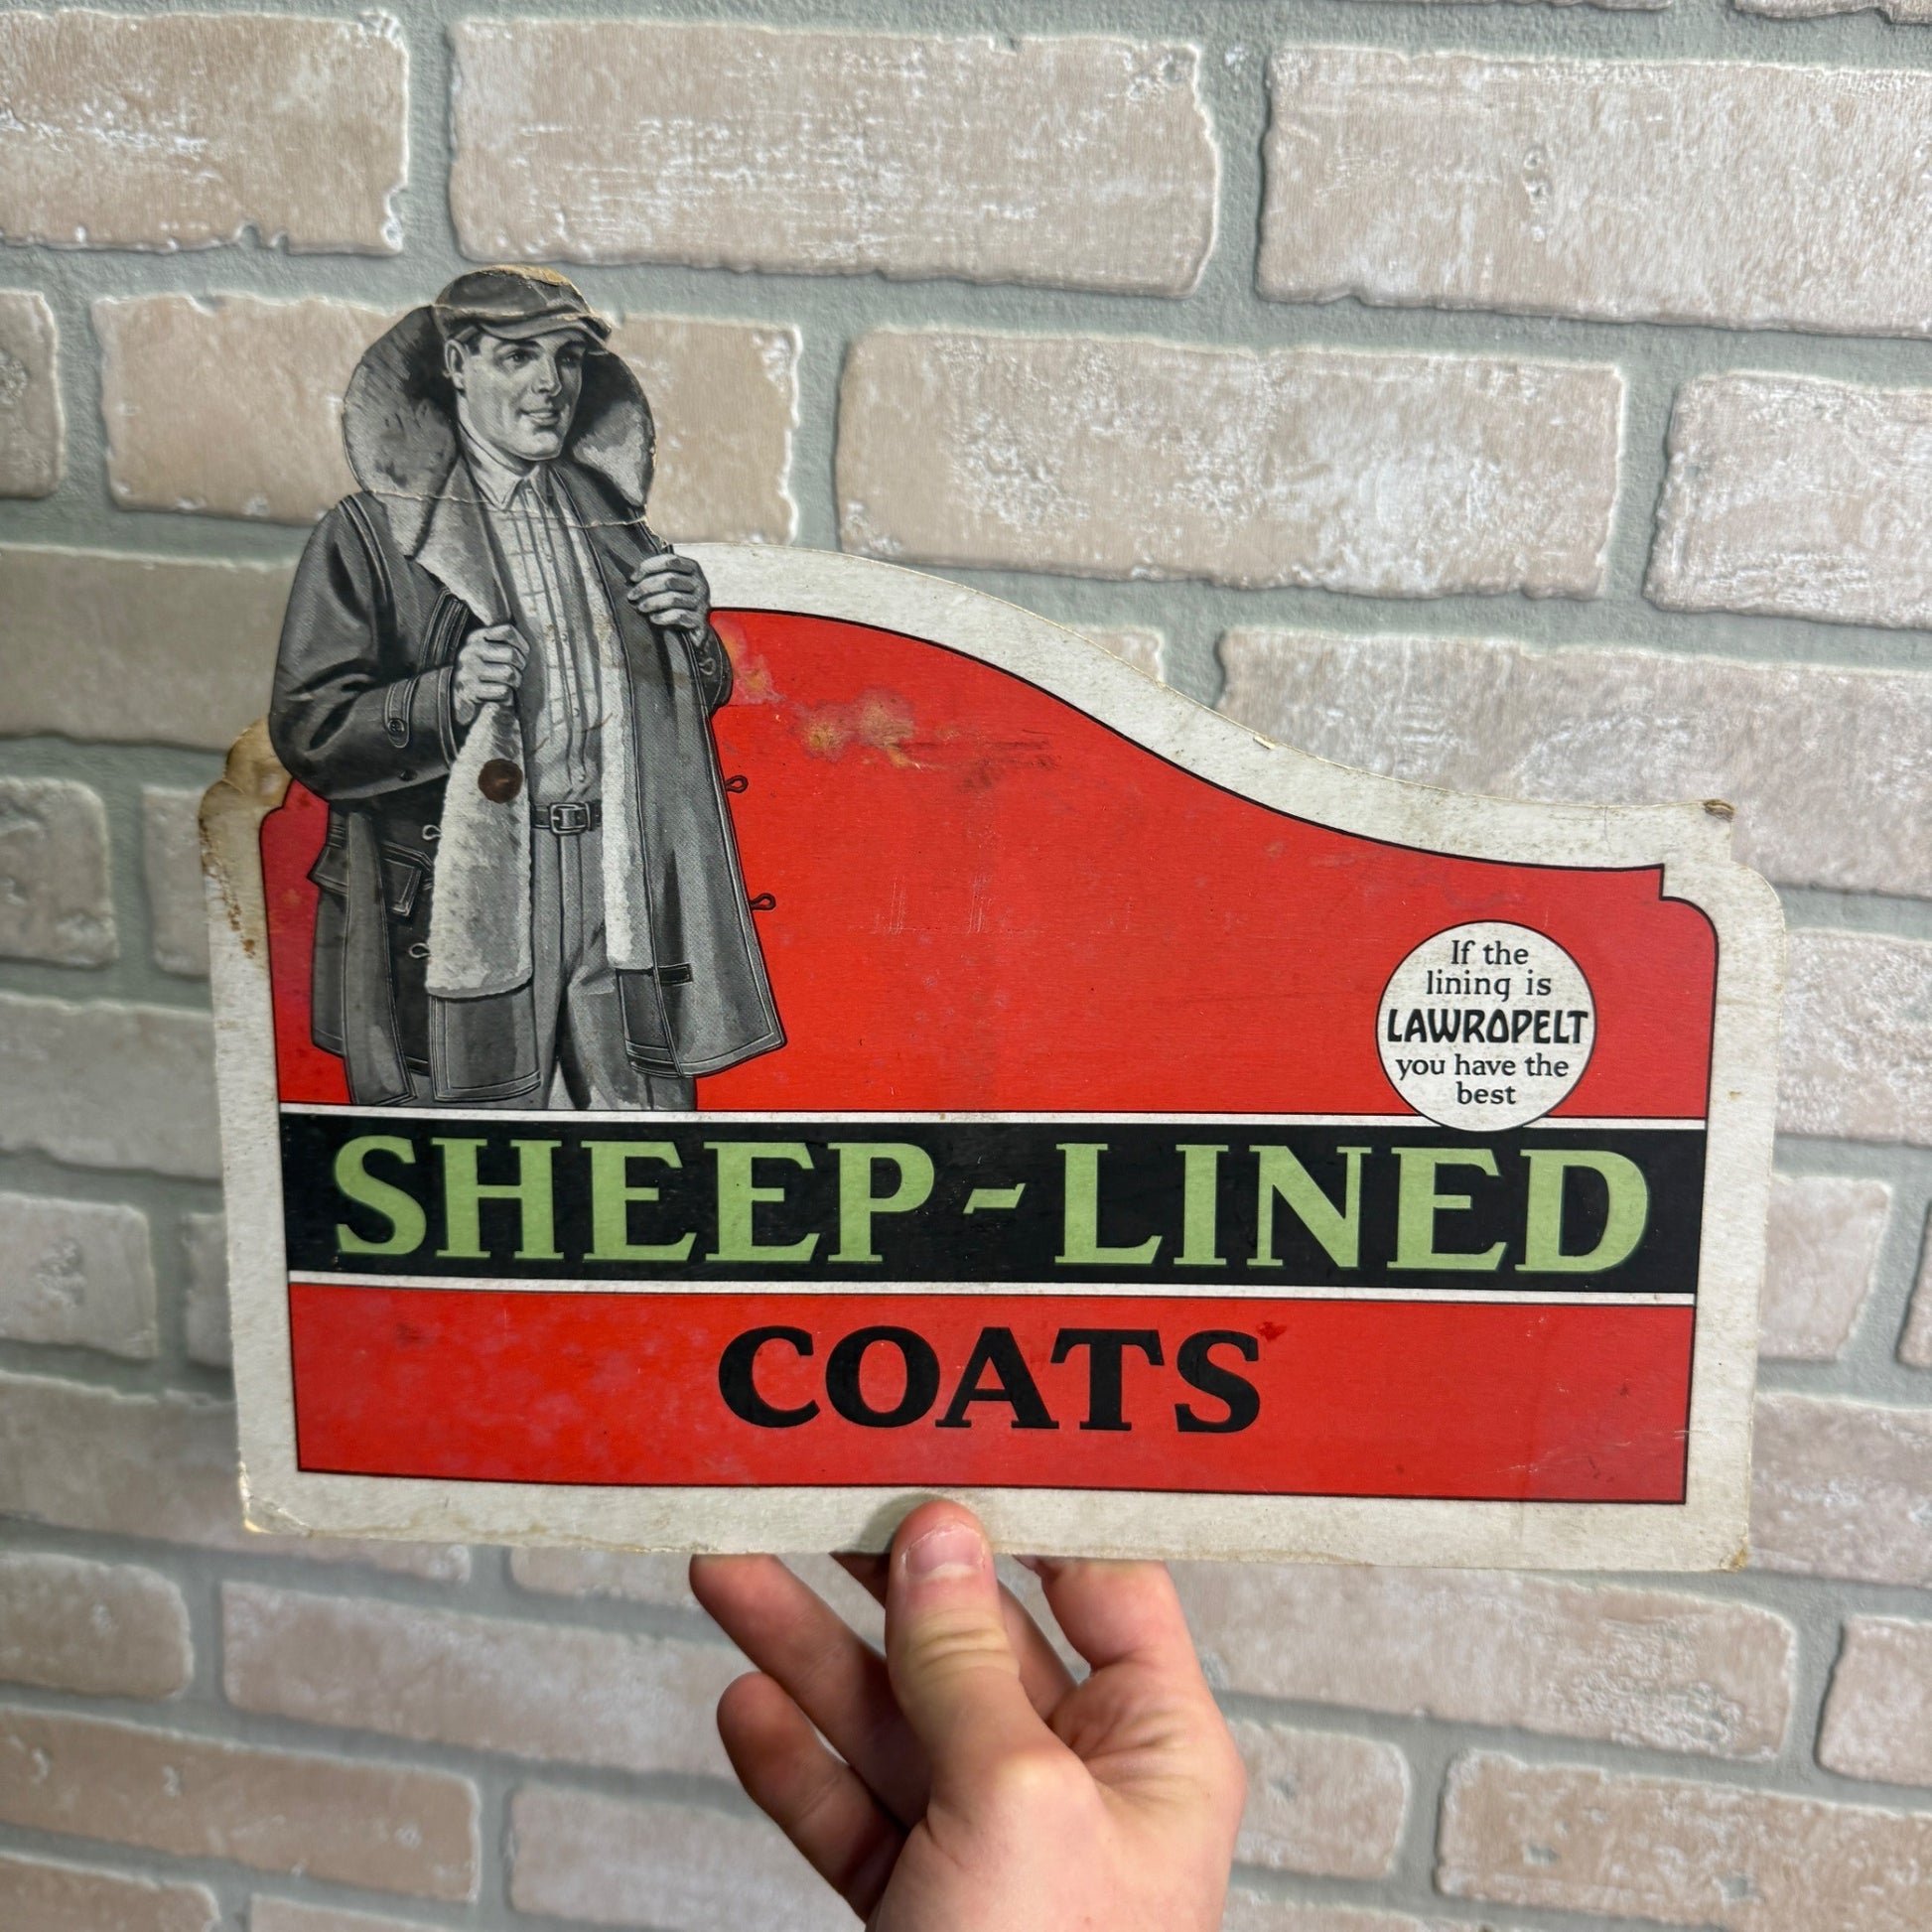 If the
lining is
LAWROPELT
you have the
best
SHEEP-LINED
COATS